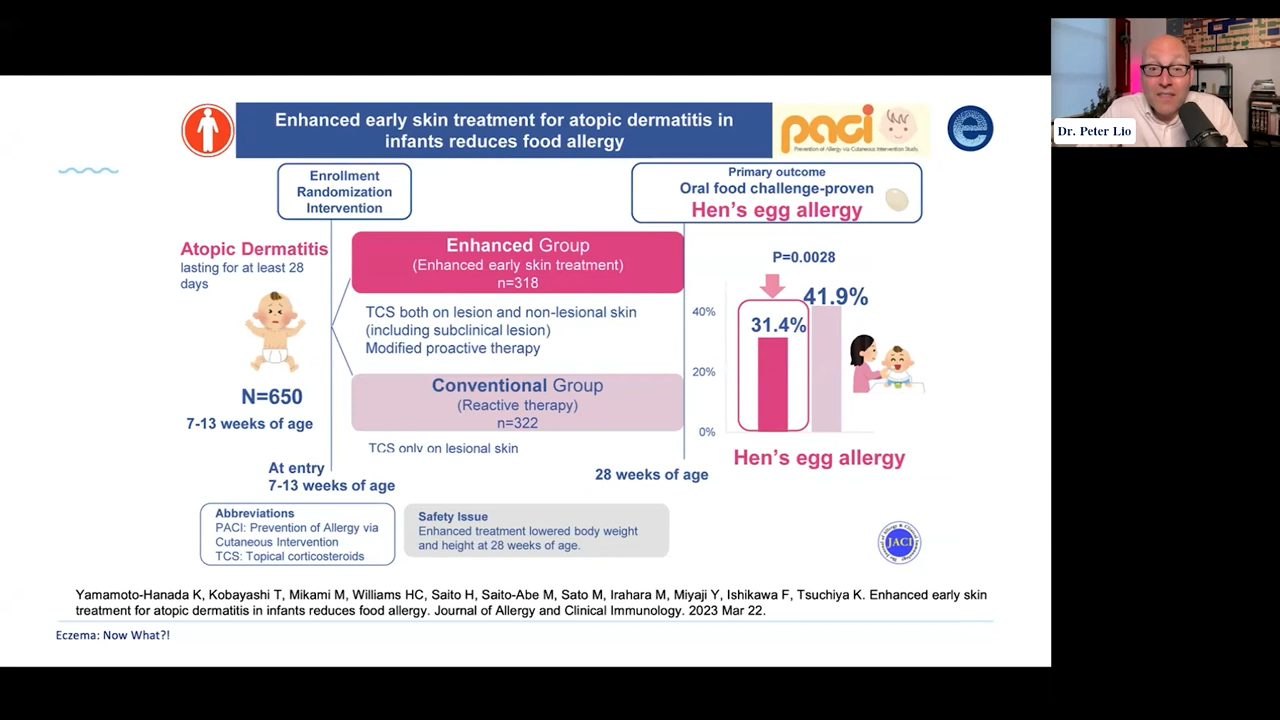 Dr. Peter Lio
Enhanced early skin treatment for atopic dermatitis in
infants reduces food allergy
paci
Prevention of Allergy via Cutaneous Intervention Study.
e
Enrollment
Randomization
Intervention
Primary outcome
Oral food challenge-proven
Hen's egg allergy
Atopic Dermatitis
lasting for at least 28
days
N=650
7-13 weeks of age
Enhanced Group
(Enhanced early skin treatment)
n=318
TCS both on lesion and non-lesional skin
(including subclinical lesion)
Modified proactive therapy
Conventional Group
(Reactive therapy)
n=322
TCS only on lesional skin
At entry
7-13 weeks of age
28 weeks of age
P=0.0028
41.9%
31.4%
40%
20%
0%
Hen's egg allergy
Abbreviations
PACI: Prevention of Allergy via
Cutaneous Intervention
TCS: Topical corticosteroids
Safety Issue
Enhanced treatment lowered body weight
and height at 28 weeks of age.
JACI
Yamamoto-Hanada K, Kobayashi T, Mikami M, Williams HC, Saito H, Saito-Abe M, Sato M, Irahara M, Miyaji Y, Ishikawa F, Tsuchiya K. Enhanced early skin
treatment for atopic dermatitis in infants reduces food allergy. Journal of Allergy and Clinical Immunology. 2023 Mar 22.
Eczema: Now What?!